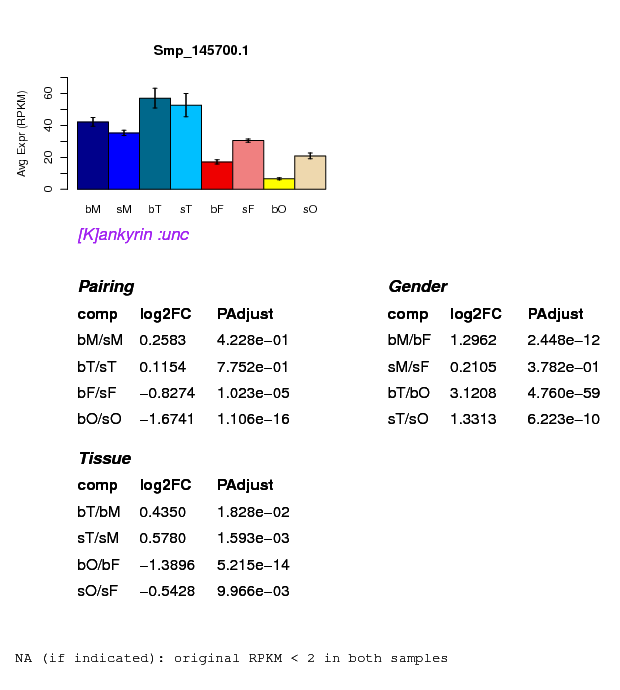 Smp_145700.1
Avg Expr (RPKM)
0 20 40 60
bM sM bT sT bF sF bO sO
[K]ankyrin :unc
Pairing
comp log2FC PAdjust
bM/sM 0.2583 4.228e−01
bT/sT 0.1154 7.752e−01
bF/sF −0.8274 1.023e−05
bO/sO −1.6741 1.106e−16
Gender
comp log2FC PAdjust
bM/bF 1.2962 2.448e−12
sM/sF 0.2105 3.782e−01
bT/bO 3.1208 4.760e−59
sT/sO 1.3313 6.223e−10
Tissue
comp log2FC PAdjust
bT/bM 0.4350 1.828e−02
sT/sM 0.5780 1.593e−03
bO/bF −1.3896 5.215e−14
sO/sF −0.5428 9.966e−03
NA (if indicated): original RPKM < 2 in both samples